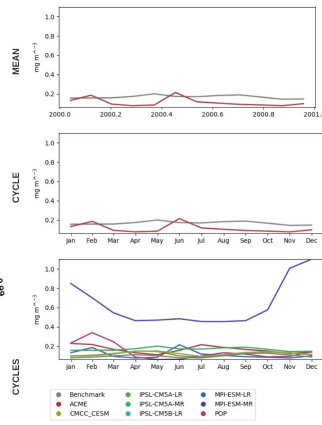 MEAN
mg m^-3
1.0
0.8
0.6
0.4
0.2
2000.0 2000.2 2000.4 2000.6 2000.8 2001.0
CYCLE
mg m^-3
1.0
0.8
0.6
0.4
0.2
Jan Feb Mar Apr May Jun Jul Aug Sep Oct Nov Dec
CYCLES
mg m^-3
1.0
0.8
0.6
0.4
0.2
Jan Feb Mar Apr May Jun Jul Aug Sep Oct Nov Dec
Benchmark IPSL-CM5A-LR MPI-ESM-LR
ACME IPSL-CM5A-MR MPI-ESM-MR
CMCC_CESM IPSL-CM5B-LR POP